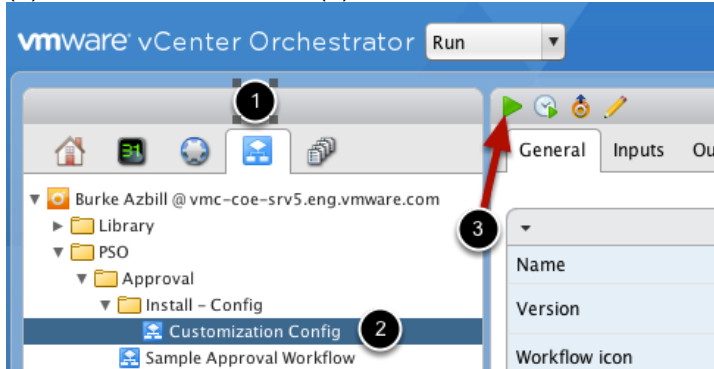 vmware vCenter Orchestrator Run
1
General Inputs Ou
Burke Azbill @ vmc-coe-srv5.eng.vmware.com
Library
3
PSO
Name
Approval
Install - Config
Version
Customization Config 2
Sample Approval Workflow
Workflow icon